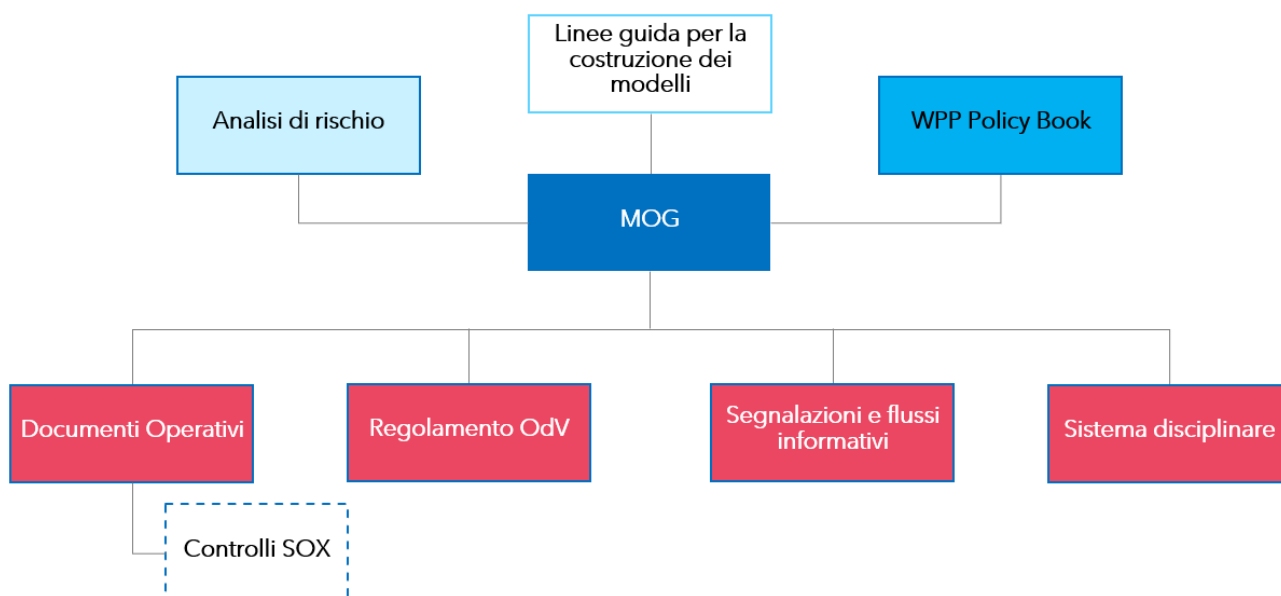 Linee guida per la
costruzione dei
modelli
Analisi di rischio
WPP Policy Book
MOG
Documenti Operativi
Regolamento OdV
Segnalazioni e flussi
informativi
Sistema disciplinare
Controlli SOX